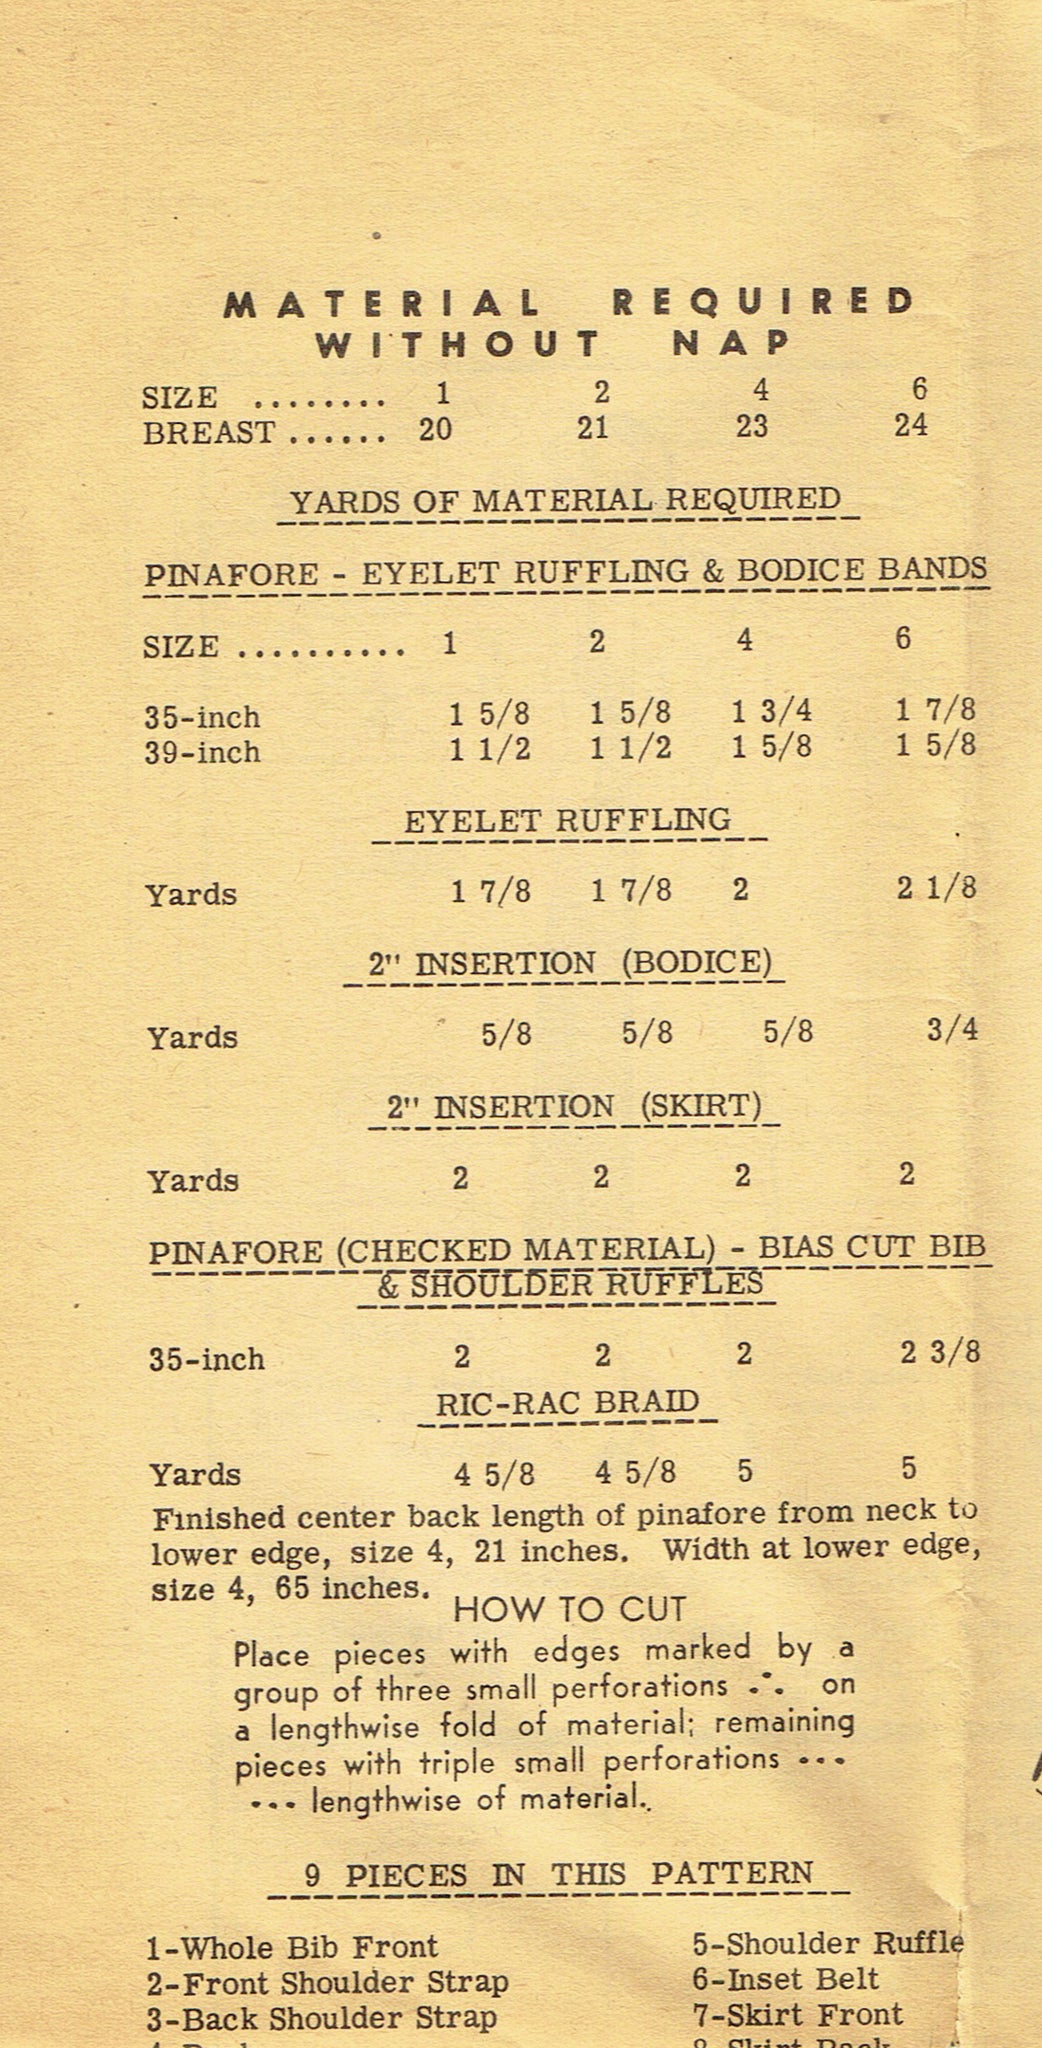 MATERIAL REQUIRED
WITHOUT NAP
SIZE ........ 1 2 4 6
BREAST ...... 20 21 23 24
YARDS OF MATERIAL REQUIRED
PINAFORE - EYELET RUFFLING & BODICE BANDS
SIZE .......... 1 2 4 6
35-inch 1 5/8 1 5/8 1 3/4 1 7/8
39-inch 1 1/2 1 1/2 1 5/8 1 5/8
EYELET RUFFLING
Yards 1 7/8 1 7/8 2 2 1/8
2" INSERTION (BODICE)
Yards 5/8 5/8 5/8 3/4
2" INSERTION (SKIRT)
Yards 2 2 2 2
PINAFORE (CHECKED MATERIAL) - BIAS CUT BIB
& SHOULDER RUFFLES
35-inch 2 2 2 2 3/8
RIC-RAC BRAID
Yards 4 5/8 4 5/8 5 5
Finished center back length of pinafore from neck to
lower edge, size 4, 21 inches. Width at lower edge,
size 4, 65 inches.
HOW TO CUT
Place pieces with edges marked by a
group of three small perforations ∴ on
a lengthwise fold of material; remaining
pieces with triple small perforations •••
••• lengthwise of material.
9 PIECES IN THIS PATTERN
1-Whole Bib Front 5-Shoulder Ruffle
2-Front Shoulder Strap 6-Inset Belt
3-Back Shoulder Strap 7-Skirt Front
8-Skirt Back